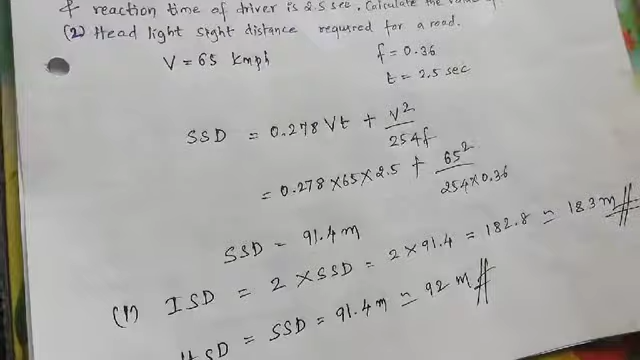 & reaction time of driver is 2.5 sec. Calculate the value of
(2) Head light sight distance required for a road.
V = 65 kmph
f = 0.36
t = 2.5 sec
SSD = 0.278 Vt + V²/254f
= 0.278×65×2.5 + 65²/254×0.36
SSD = 91.4 m
(1) ISD = 2×SSD = 2×91.4 = 182.8 ≃ 183 m
HSD = SSD = 91.4m ≃ 92 m